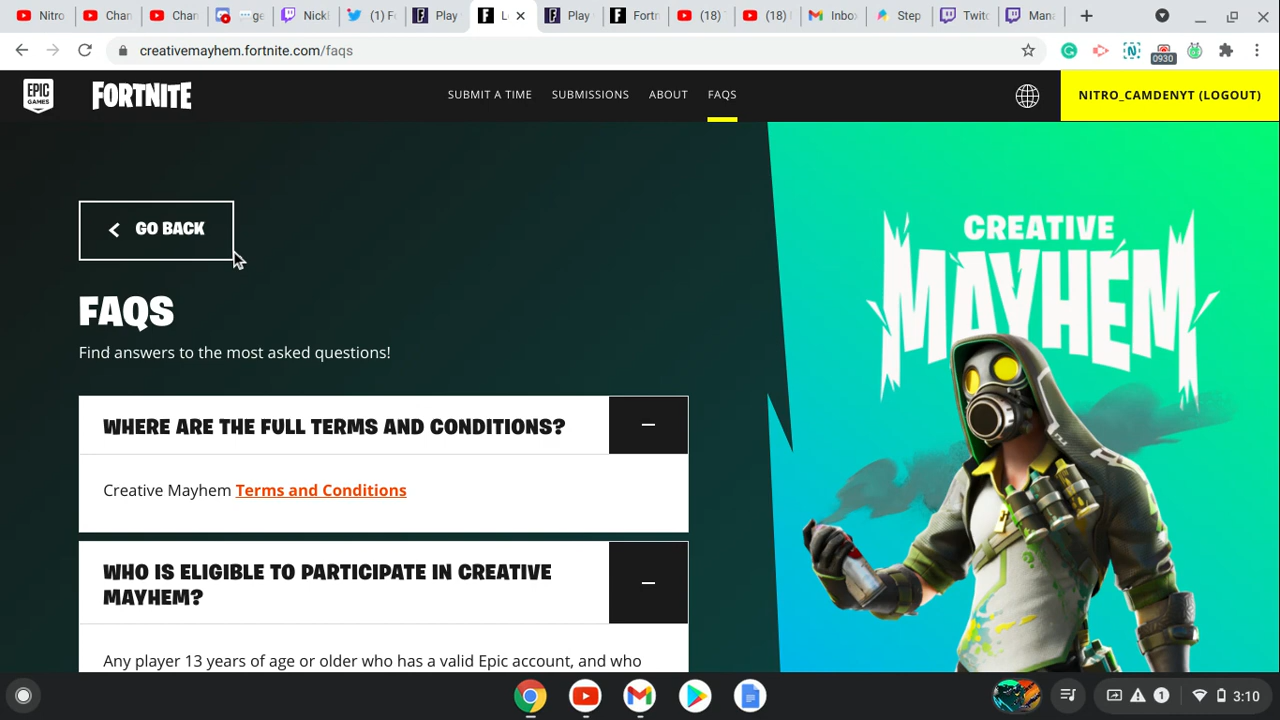 Nitro
Chan
Chan
ge
Nickl
(1) F
Play
L
Play
Fortn
(18)
(18)
Inbo
Step
Twitc
Mana
creativemayhem.fortnite.com/faqs
0930
EPIC
GAMES
FORTNITE
SUBMIT A TIME
SUBMISSIONS
ABOUT
FAQS
NITRO_CAMDENYT (LOGOUT)
GO BACK
CREATIVE
MAYHEM
FAQS
Find answers to the most asked questions!
WHERE ARE THE FULL TERMS AND CONDITIONS?
Creative Mayhem Terms and Conditions
WHO IS ELIGIBLE TO PARTICIPATE IN CREATIVE
MAYHEM?
Any player 13 years of age or older who has a valid Epic account, and who
1
3:10